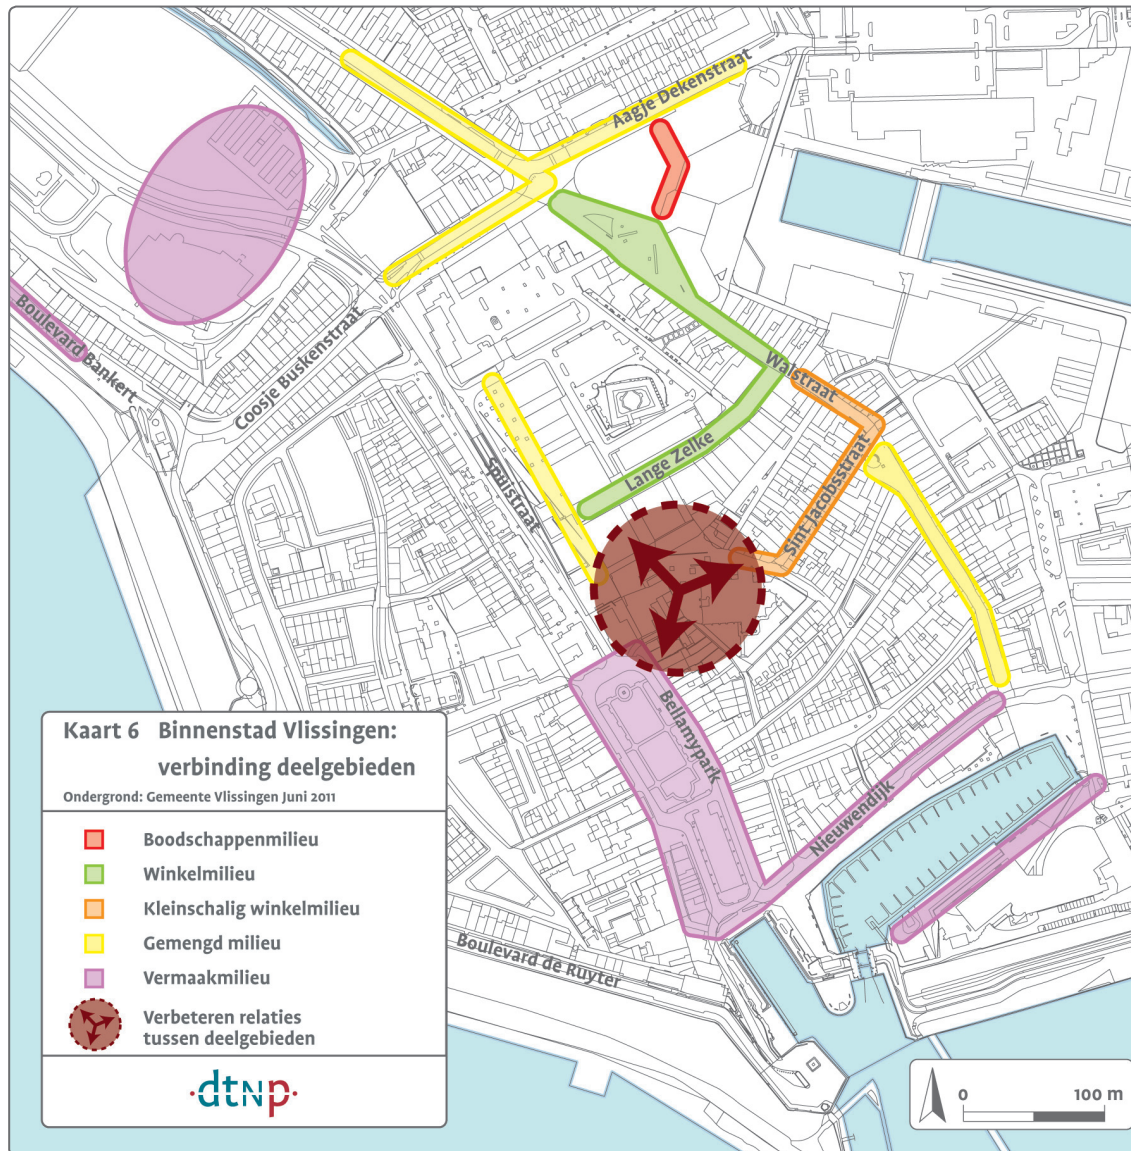 Aagje Dekenstraat
Boulevard Bankert
Coosje Buskenstraat
Walstraat
Lange Zelke
Spuistraat
Sint Jacobsstraat
Bellamypark
Nieuwendijk
Boulevard de Ruyter
Kaart 6 Binnenstad Vlissingen:
verbinding deelgebieden
Ondergrond: Gemeente Vlissingen Juni 2011
Boodschappenmilieu
Winkelmilieu
Kleinschalig winkelmilieu
Gemengd milieu
Vermaakmilieu
Verbeteren relaties
tussen deelgebieden
·dtNp·
0 100 m